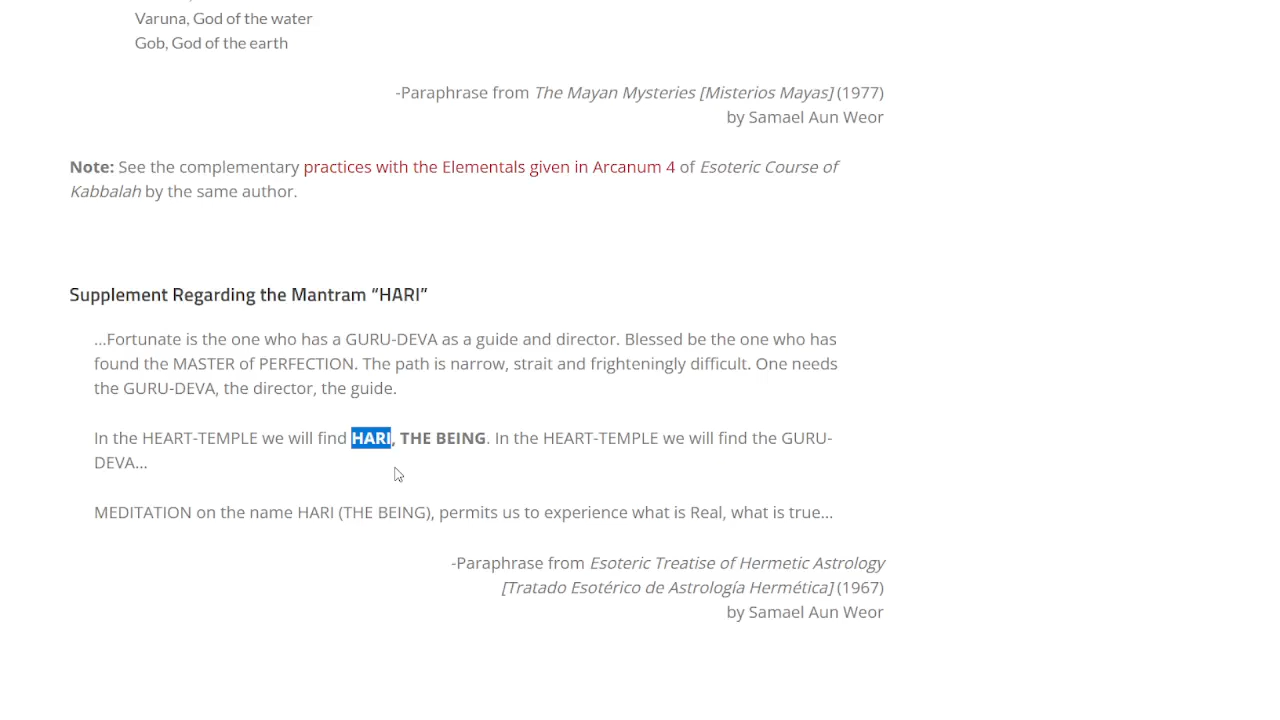 Varuna, God of the water
Gob, God of the earth
-Paraphrase from The Mayan Mysteries [Misterios Mayas] (1977)
by Samael Aun Weor
Note: See the complementary practices with the Elementals given in Arcanum 4 of Esoteric Course of
Kabbalah by the same author.
Supplement Regarding the Mantram “HARI”
...Fortunate is the one who has a GURU-DEVA as a guide and director. Blessed be the one who has
found the MASTER of PERFECTION. The path is narrow, strait and frighteningly difficult. One needs
the GURU-DEVA, the director, the guide.
In the HEART-TEMPLE we will find HARI, THE BEING. In the HEART-TEMPLE we will find the GURU-
DEVA...
MEDITATION on the name HARI (THE BEING), permits us to experience what is Real, what is true...
-Paraphrase from Esoteric Treatise of Hermetic Astrology
[Tratado Esotérico de Astrología Hermética] (1967)
by Samael Aun Weor